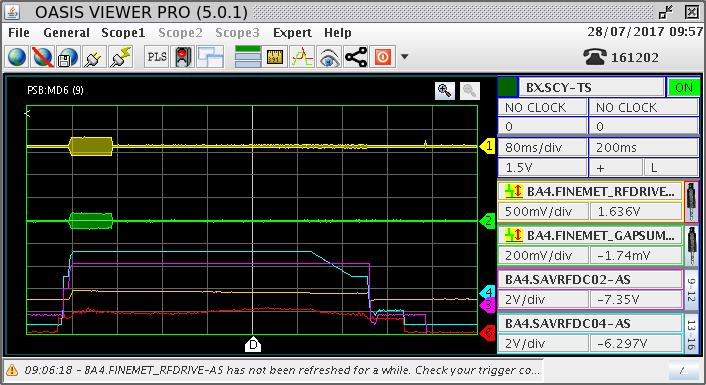 OASIS VIEWER PRO (5.0.1)
File General Scope1 Scope2 Scope3 Expert Help
28/07/2017 09:57
PLS
161202
PSB:MD6 (9)
BX.SCY-TS ON
NO CLOCK NO CLOCK
0 0
80ms/div 200ms
1.5V + L
1
BA4.FINEMET_RFDRIVE...
500mV/div 1.636V
2
BA4.FINEMET_GAPSUM...
200mV/div -1.74mV
4
3
BA4.SAVRFDC02-AS
2V/div -7.35V
9-12
BA4.SAVRFDC04-AS
2V/div -6.297V
13-16
6
D
09:06:18 - BA4.FINEMET_RFDRIVE-AS has not been refreshed for a while. Check your trigger co...